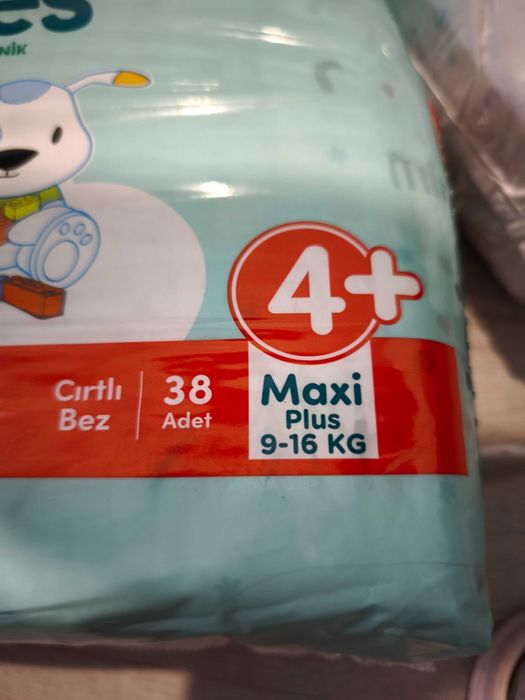 4+
Cırtlı
Bez
38
Adet
Maxi
Plus
9-16 KG